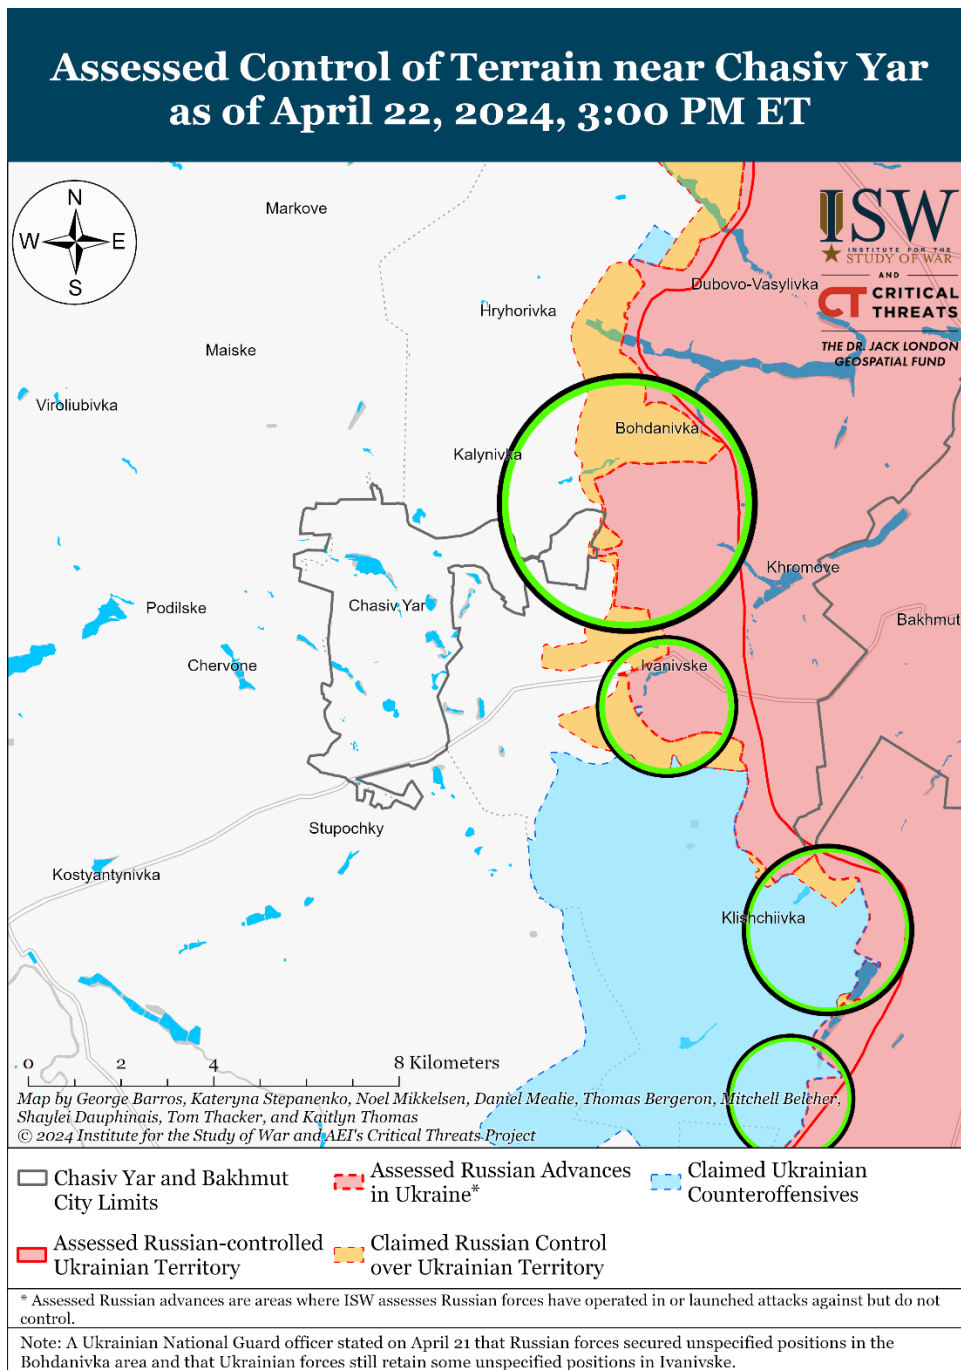 Assessed Control of Terrain near Chasiv Yar
as of April 22, 2024, 3:00 PM ET
N
W
E
S
Markove
ISW
INSTITUTE FOR THE
STUDY OF WAR
AND
CT CRITICAL
THREATS
THE DR. JACK LONDON
GEOSPATIAL FUND
Dubovo-Vasylivka
Hryhorivka
Maiske
Viroliubivka
Bohdanivka
Kalynivka
Khromove
Podilske
Chasiv Yar
Bakhmut
Chervone
Ivanivske
Stupochky
Kostyantynivka
Klishchiivka
0 2 4 8 Kilometers
Map by George Barros, Kateryna Stepanenko, Noel Mikkelsen, Daniel Mealie, Thomas Bergeron, Mitchell Belcher,
Shaylei Dauphinais, Tom Thacker, and Kaitlyn Thomas
© 2024 Institute for the Study of War and AEI's Critical Threats Project
Chasiv Yar and Bakhmut
City Limits
Assessed Russian Advances
in Ukraine*
Claimed Ukrainian
Counteroffensives
Assessed Russian-controlled
Ukrainian Territory
Claimed Russian Control
over Ukrainian Territory
* Assessed Russian advances are areas where ISW assesses Russian forces have operated in or launched attacks against but do not
control.
Note: A Ukrainian National Guard officer stated on April 21 that Russian forces secured unspecified positions in the
Bohdanivka area and that Ukrainian forces still retain some unspecified positions in Ivanivske.